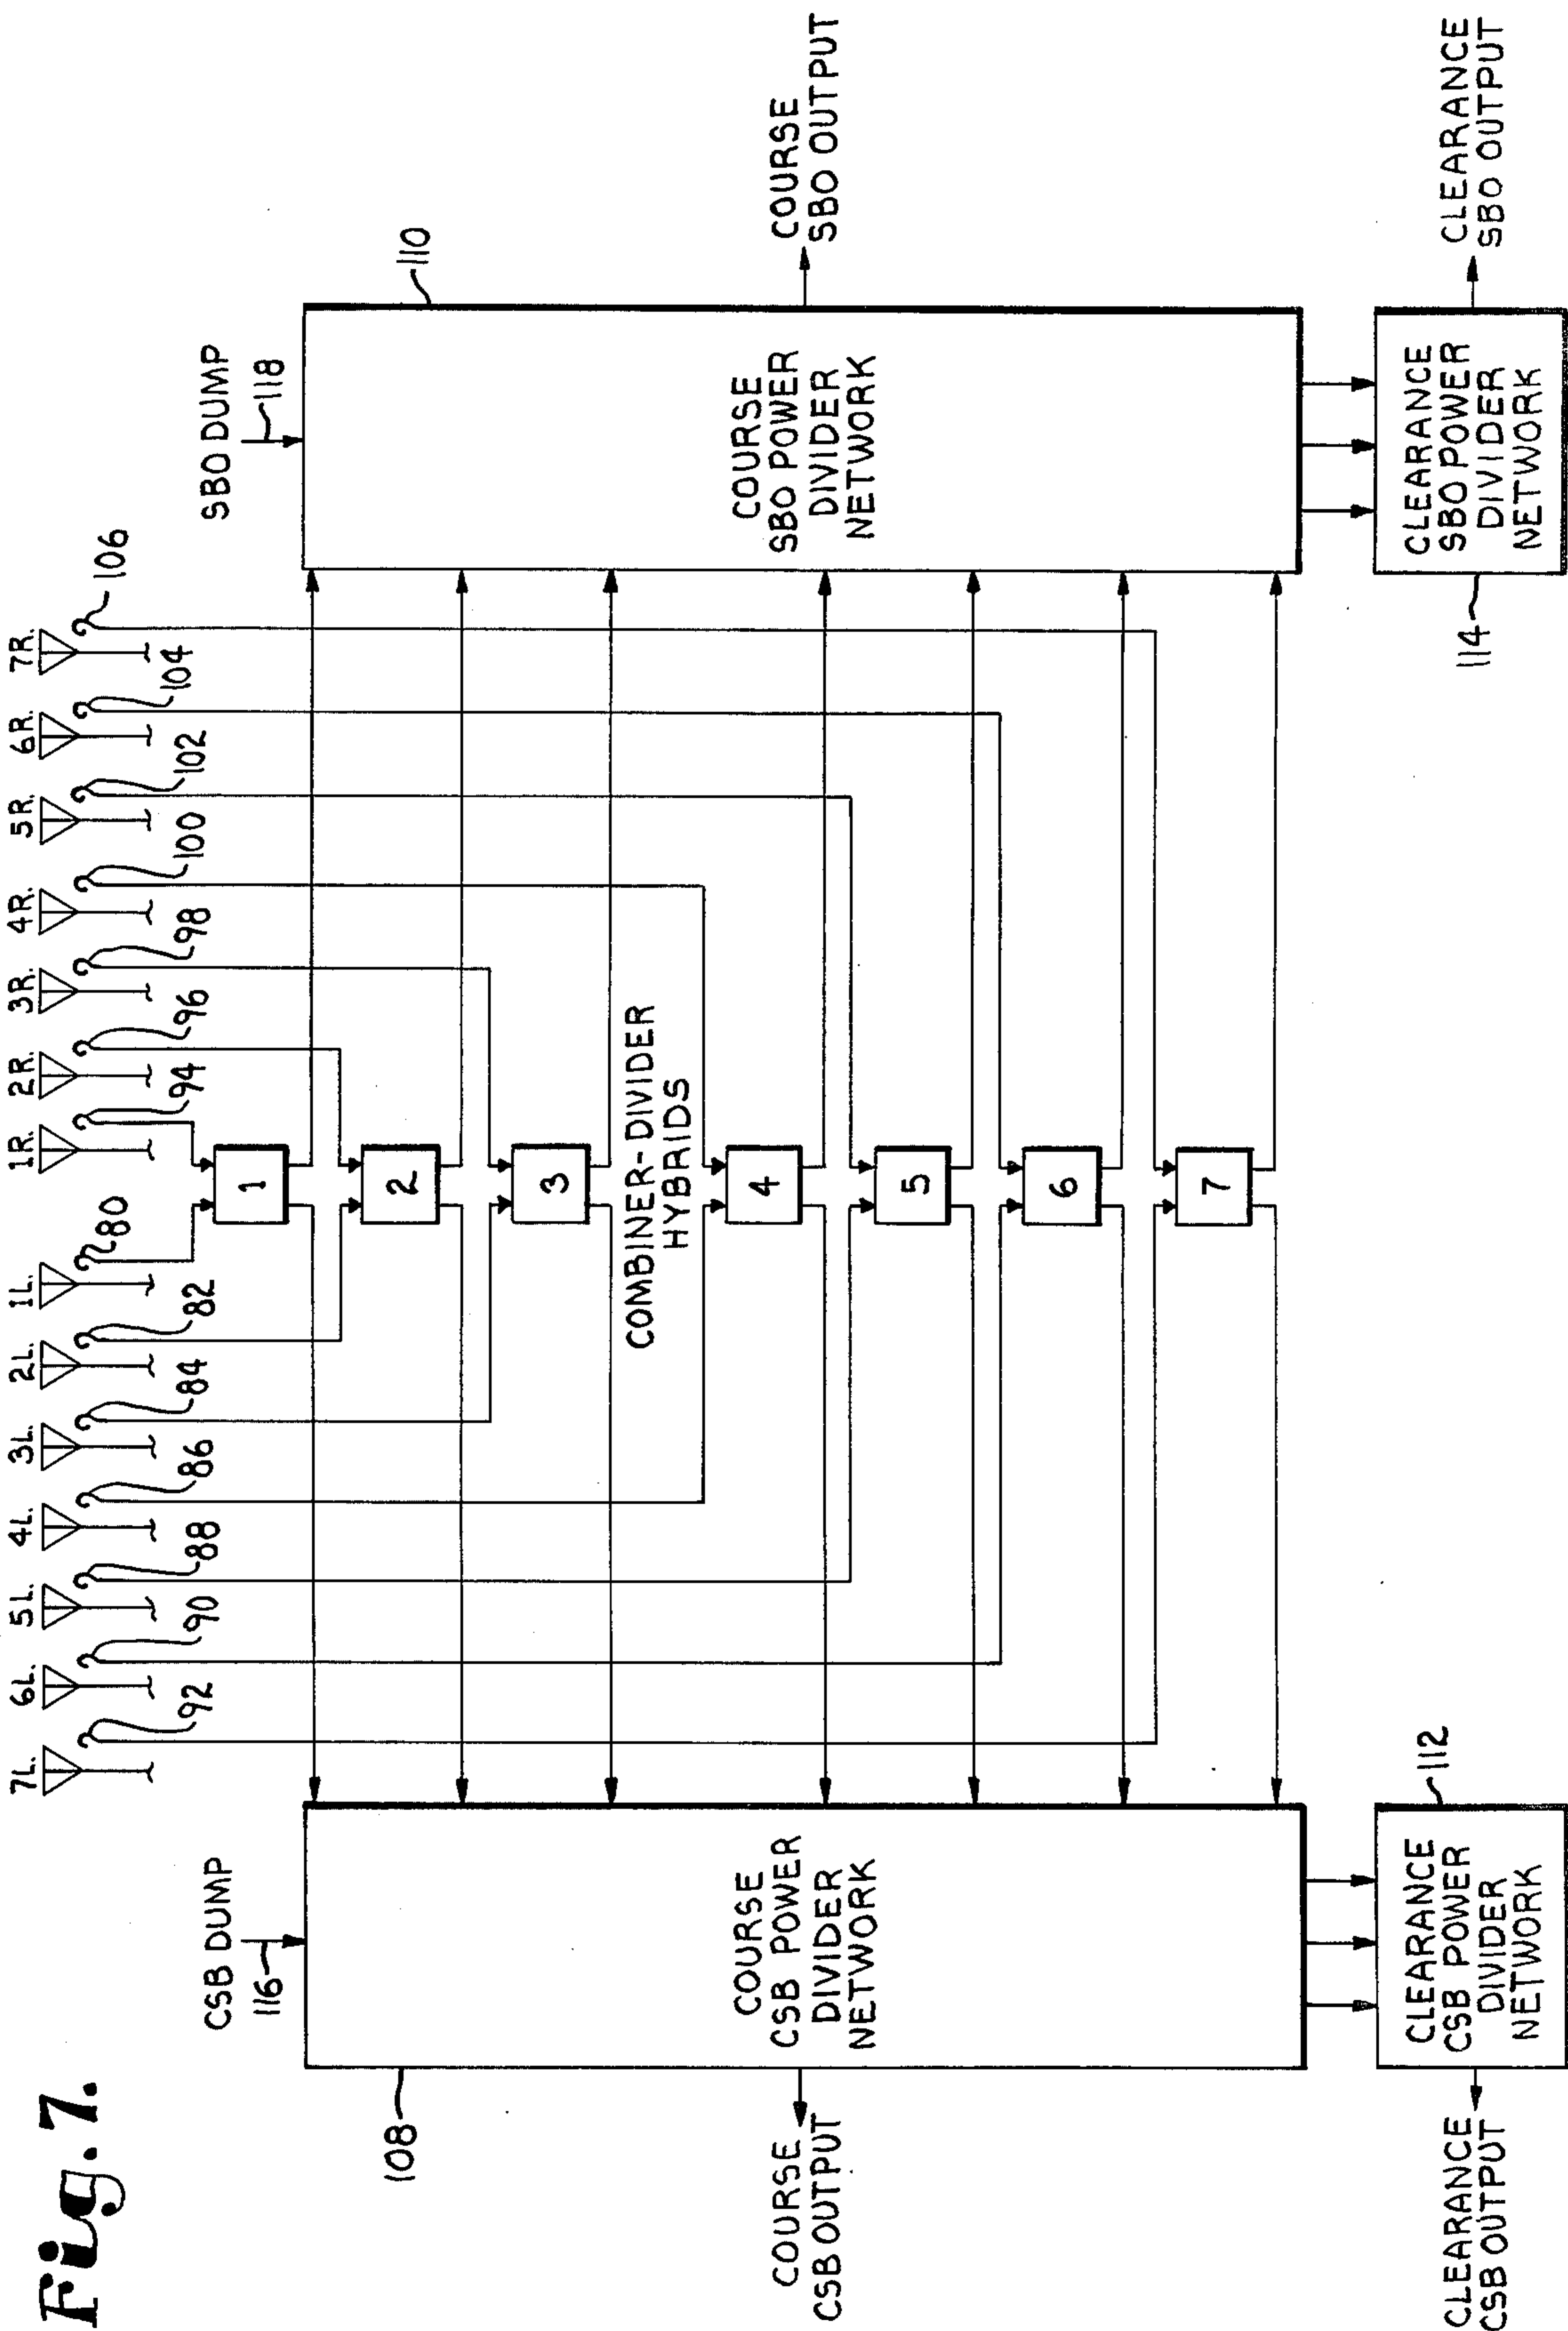 Fig. 7.
7L.
6L.
5L.
4L.
3L.
2L.
1L.
1R.
2R.
3R.
4R.
5R.
6R.
7R.
92
90
88
86
84
82
80
94
96
98
100
102
104
106
CSB DUMP
116
SBO DUMP
118
108
110
1
2
3
COMBINER-DIVIDER
HYBRIDS
4
5
6
7
COURSE
CSB POWER
DIVIDER
NETWORK
COURSE
SBO POWER
DIVIDER
NETWORK
COURSE
CSB OUTPUT
COURSE
SBO OUTPUT
112
114
CLEARANCE
CSB POWER
DIVIDER
NETWORK
CLEARANCE
SBO POWER
DIVIDER
NETWORK
CLEARANCE
CSB OUTPUT
CLEARANCE
SBO OUTPUT